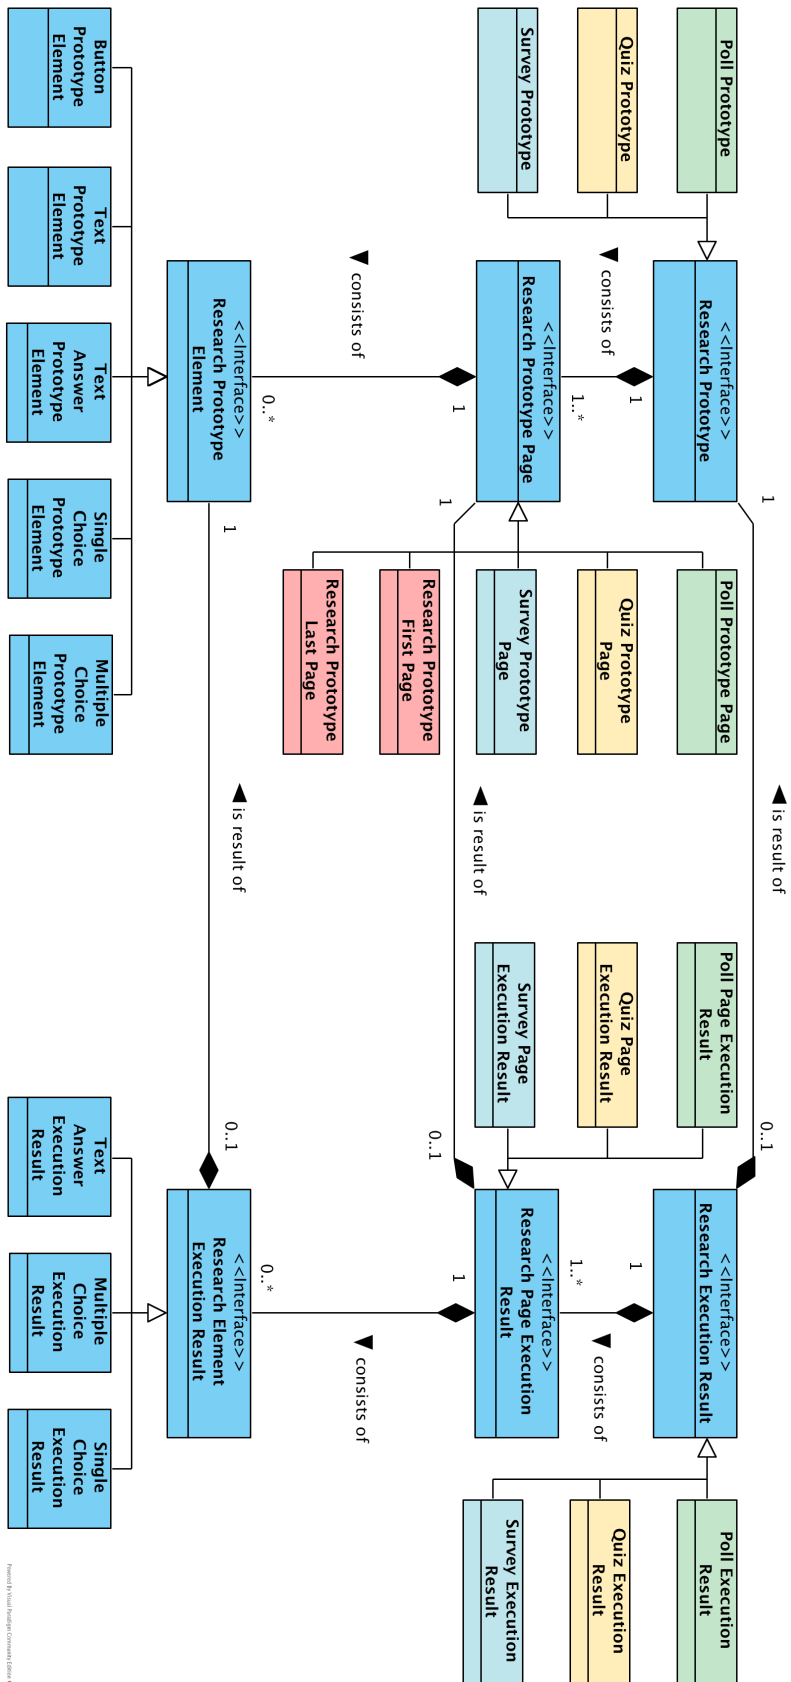 1
◀ is result of
0..1
Poll Prototype
<<Interface>>
Research Prototype
Poll Prototype Page
Poll Page Execution
Result
<<Interface>>
Research Execution Result
Poll Execution
Result
Quiz Prototype
▼ consists of
1
1..*
Quiz Prototype
Page
Quiz Page
Execution Result
1
1..*
▼ consists of
Quiz Execution
Result
Survey Prototype
<<Interface>>
Research Prototype Page
Survey Prototype
Page
Survey Page
Execution Result
<<Interface>>
Research Page Execution
Result
Survey Execution
Result
1
1
◀ is result of
0..1
1
Research Prototype
First Page
Research Prototype
Last Page
▼ consists of
0..*
0..*
▼ consists of
<<Interface>>
Research Prototype
Element
1
◀ is result of
0..1
<<Interface>>
Research Element
Execution Result
Button
Prototype
Element
Text
Prototype
Element
Text
Answer
Prototype
Element
Single
Choice
Prototype
Element
Multiple
Choice
Prototype
Element
Text
Answer
Execution
Result
Multiple
Choice
Execution
Result
Single
Choice
Execution
Result
Powered By Visual Paradigm Community Edition